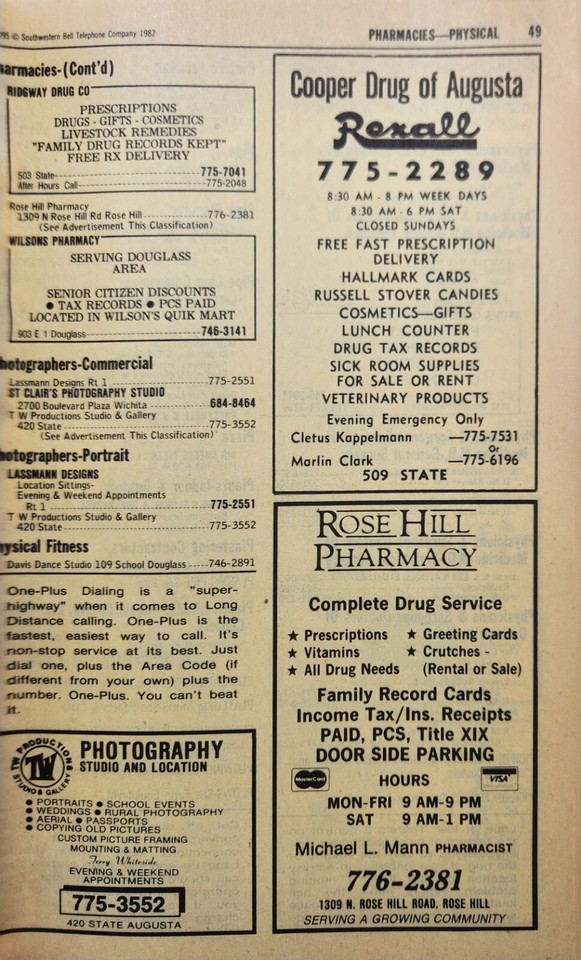 795 © Southwestern Bell Telephone Company 1982
PHARMACIES—PHYSICAL 49
armacies-(Cont'd)
RIDGWAY DRUG CO
PRESCRIPTIONS
DRUGS - GIFTS - COSMETICS
LIVESTOCK REMEDIES
"FAMILY DRUG RECORDS KEPT"
FREE RX DELIVERY
503 State 775-7041
After Hours Call 775-2048
Rose Hill Pharmacy
1309 N Rose Hill Rd Rose Hill 776-2381
(See Advertisement This Classification)
WILSONS PHARMACY
SERVING DOUGLASS
AREA
SENIOR CITIZEN DISCOUNTS
● TAX RECORDS ● PCS PAID
LOCATED IN WILSON'S QUIK MART
903 E 1 Douglass 746-3141
hotographers-Commercial
Lassmann Designs Rt 1 775-2551
ST CLAIR'S PHOTOGRAPHY STUDIO
2700 Boulevard Plaza Wichita 684-8464
T W Productions Studio & Gallery
420 State 775-3552
(See Advertisement This Classification)
hotographers-Portrait
LASSMANN DESIGNS
Location Sittings-
Evening & Weekend Appointments
Rt 1 775-2551
T W Productions Studio & Gallery
420 State 775-3552
hysical Fitness
Davis Dance Studio 109 School Douglass 746-2891
One-Plus Dialing is a "super-
highway" when it comes to Long
Distance calling. One-Plus is the
fastest, easiest way to call. It's
non-stop service at its best. Just
dial one, plus the Area Code (if
different from your own) plus the
number. One-Plus. You can't beat
it.
TW PRODUCTIONS
TW
STUDIO & GALLERY
PHOTOGRAPHY
STUDIO AND LOCATION
● PORTRAITS ● SCHOOL EVENTS
● WEDDINGS ● RURAL PHOTOGRAPHY
● AERIAL ● PASSPORTS
● COPYING OLD PICTURES
CUSTOM PICTURE FRAMING
MOUNTING & MATTING
Terry Whiteside
EVENING & WEEKEND
APPOINTMENTS
775-3552
420 STATE AUGUSTA
Cooper Drug of Augusta
Rexall
775-2289
8:30 AM - 8 PM WEEK DAYS
8:30 AM - 6 PM SAT
CLOSED SUNDAYS
FREE FAST PRESCRIPTION
DELIVERY
HALLMARK CARDS
RUSSELL STOVER CANDIES
COSMETICS—GIFTS
LUNCH COUNTER
DRUG TAX RECORDS
SICK ROOM SUPPLIES
FOR SALE OR RENT
VETERINARY PRODUCTS
Evening Emergency Only
Cletus Kappelmann —775-7531
Or
Marlin Clark —775-6196
509 STATE
ROSE HILL
PHARMACY
Complete Drug Service
★ Prescriptions ★ Greeting Cards
★ Vitamins ★ Crutches -
★ All Drug Needs (Rental or Sale)
Family Record Cards
Income Tax/Ins. Receipts
PAID, PCS, Title XIX
DOOR SIDE PARKING
MasterCard HOURS VISA
MON-FRI 9 AM-9 PM
SAT 9 AM-1 PM
Michael L. Mann PHARMACIST
776-2381
1309 N. ROSE HILL ROAD, ROSE HILL
SERVING A GROWING COMMUNITY